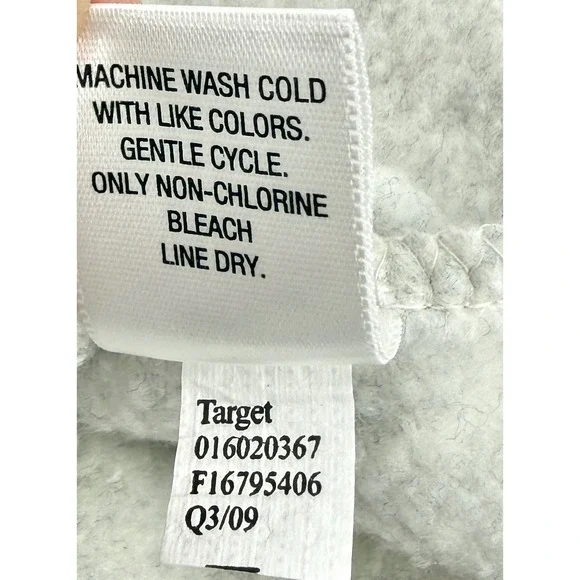 MACHINE WASH COLD
WITH LIKE COLORS.
GENTLE CYCLE.
ONLY NON-CHLORINE
BLEACH
LINE DRY.
Target
016020367
F16795406
Q3/09